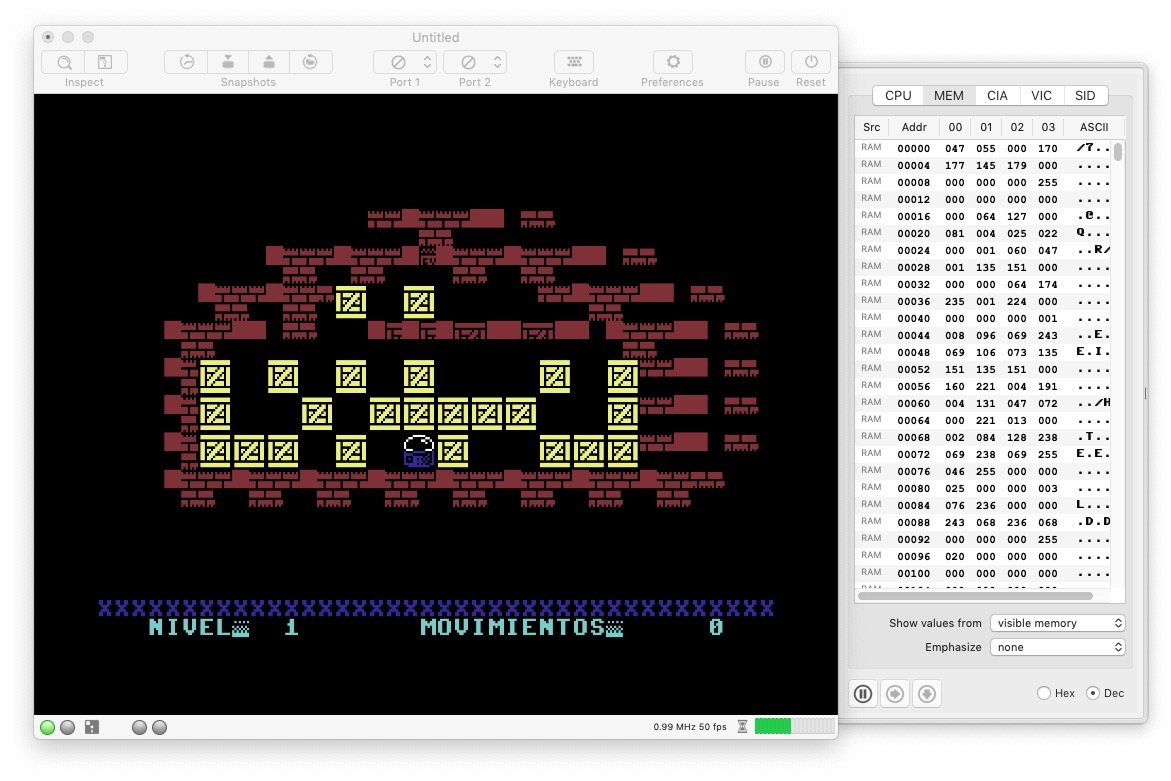 Untitled
Inspect
Snapshots
Port 1
Port 2
Keyboard
Preferences
Pause
Reset
NIVEL 1 MOVIMIENTOS 0
0.99 MHz 50 fps
CPU MEM CIA VIC SID
Src Addr 00 01 02 03 ASCII
RAM 00000 047 055 000 170 /7..
RAM 00004 177 145 179 000 ....
RAM 00008 000 000 000 255 ....
RAM 00012 000 000 000 000 ....
RAM 00016 000 064 127 000 .@..
RAM 00020 081 004 025 022 Q...
RAM 00024 000 001 060 047 ..R/
RAM 00028 001 135 151 000 ....
RAM 00032 000 000 064 174 ....
RAM 00036 235 001 224 000 ....
RAM 00040 000 000 000 001 ....
RAM 00044 008 096 069 243 ..E.
RAM 00048 069 106 073 135 E.I.
RAM 00052 151 135 151 000 ....
RAM 00056 160 221 004 191 ....
RAM 00060 004 131 047 072 ../H
RAM 00064 000 221 013 000 ....
RAM 00068 002 084 128 238 .T..
RAM 00072 069 238 069 255 E.E.
RAM 00076 046 255 000 000 ....
RAM 00080 025 000 000 003 ....
RAM 00084 076 236 000 000 L...
RAM 00088 243 068 236 068 .D.D
RAM 00092 000 000 000 255 ....
RAM 00096 020 000 000 000 ....
RAM 00100 000 000 000 000 ....
Show values from visible memory
Emphasize none
Hex Dec